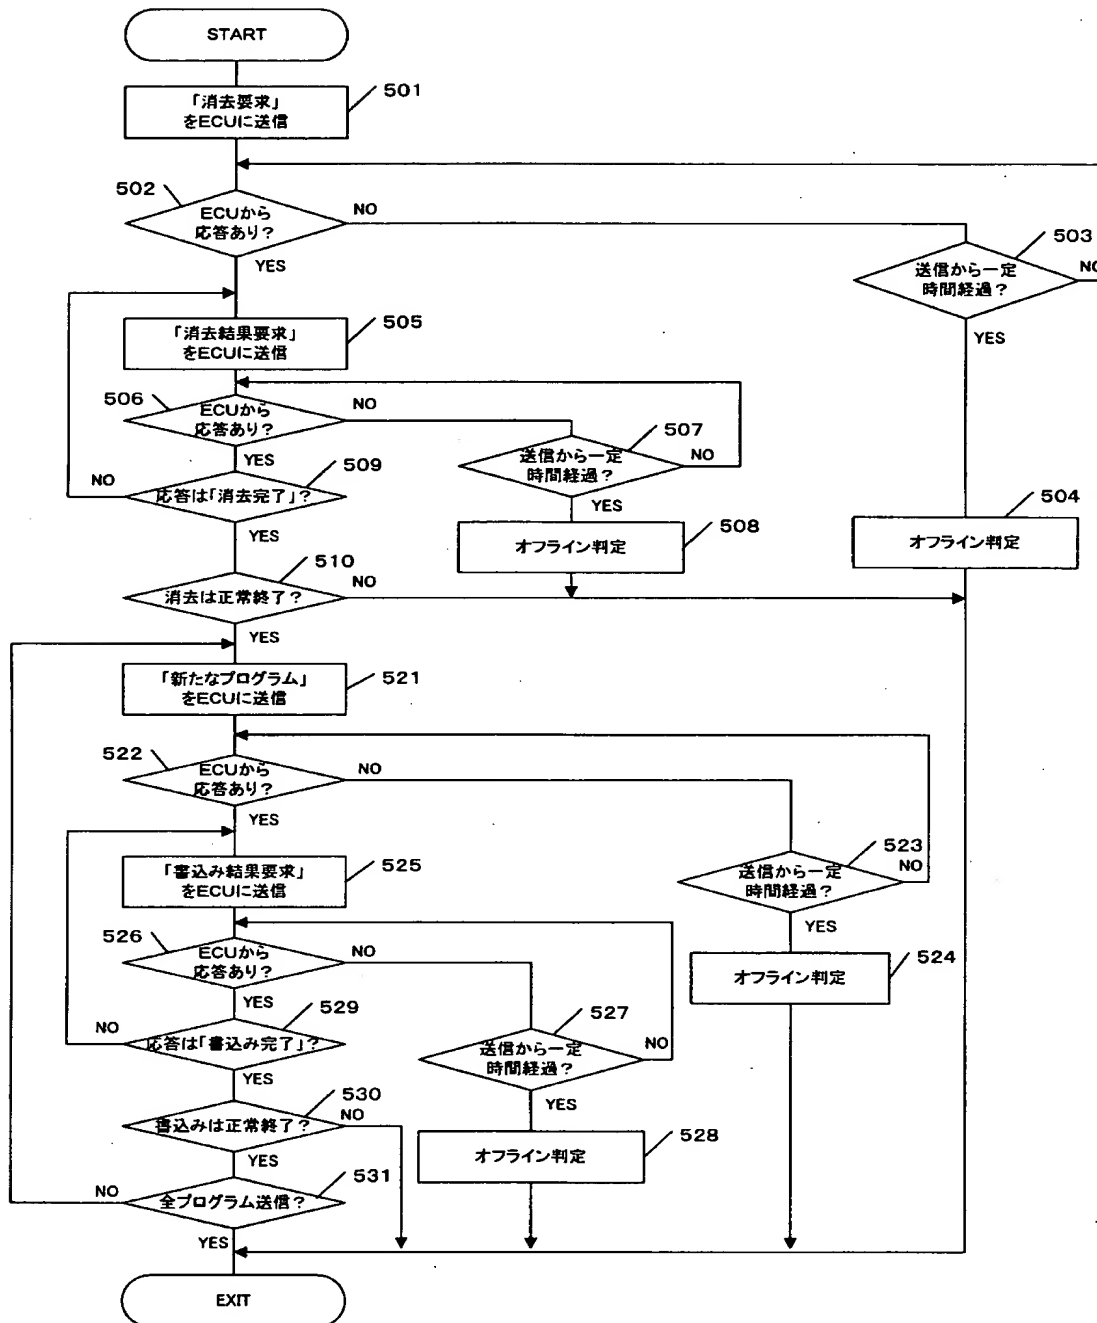 START
「消去要求」
をECUに送信
501
502
ECUから
応答あり?
NO
YES
503
送信から一定
時間経過?
NO
YES
「消去結果要求」
をECUに送信
505
506
ECUから
応答あり?
NO
YES
507
送信から一定
時間経過?
NO
YES
509
応答は「消去完了」?
NO
YES
508
オフライン判定
504
オフライン判定
510
消去は正常終了?
NO
YES
「新たなプログラム」
をECUに送信
521
522
ECUから
応答あり?
NO
YES
523
送信から一定
時間経過?
NO
YES
「書込み結果要求」
をECUに送信
525
526
ECUから
応答あり?
NO
YES
524
オフライン判定
529
応答は「書込み完了」?
NO
YES
527
送信から一定
時間経過?
NO
YES
530
書込みは正常終了?
NO
YES
528
オフライン判定
531
全プログラム送信?
NO
YES
EXIT